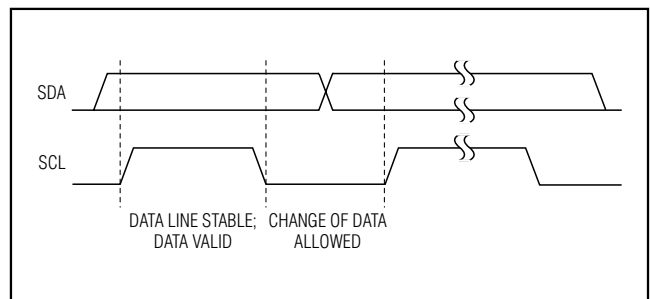 SDA
SCL
DATA LINE STABLE;
DATA VALID
CHANGE OF DATA
ALLOWED